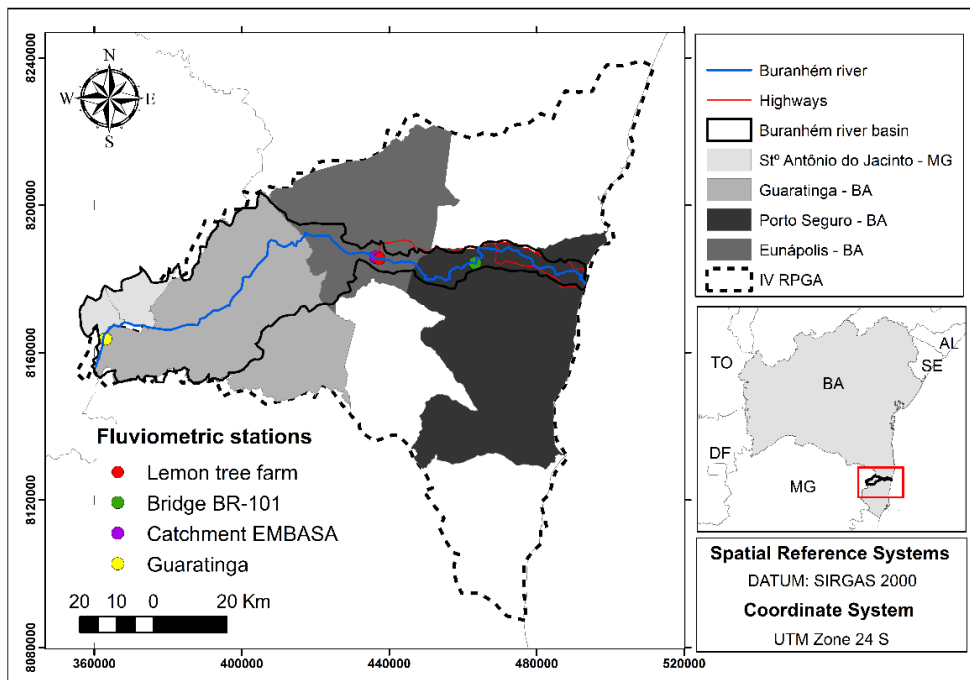 8240000
8200000
8160000
8120000
8080000
360000
400000
440000
480000
520000
N
W
E
S
Fluviometric stations
Lemon tree farm
Bridge BR-101
Catchment EMBASA
Guaratinga
20 10 0 20 Km
Buranhém river
Highways
Buranhém river basin
Stº Antônio do Jacinto - MG
Guaratinga - BA
Porto Seguro - BA
Eunápolis - BA
IV RPGA
TO
BA
AL
SE
DF
MG
Spatial Reference Systems
DATUM: SIRGAS 2000
Coordinate System
UTM Zone 24 S